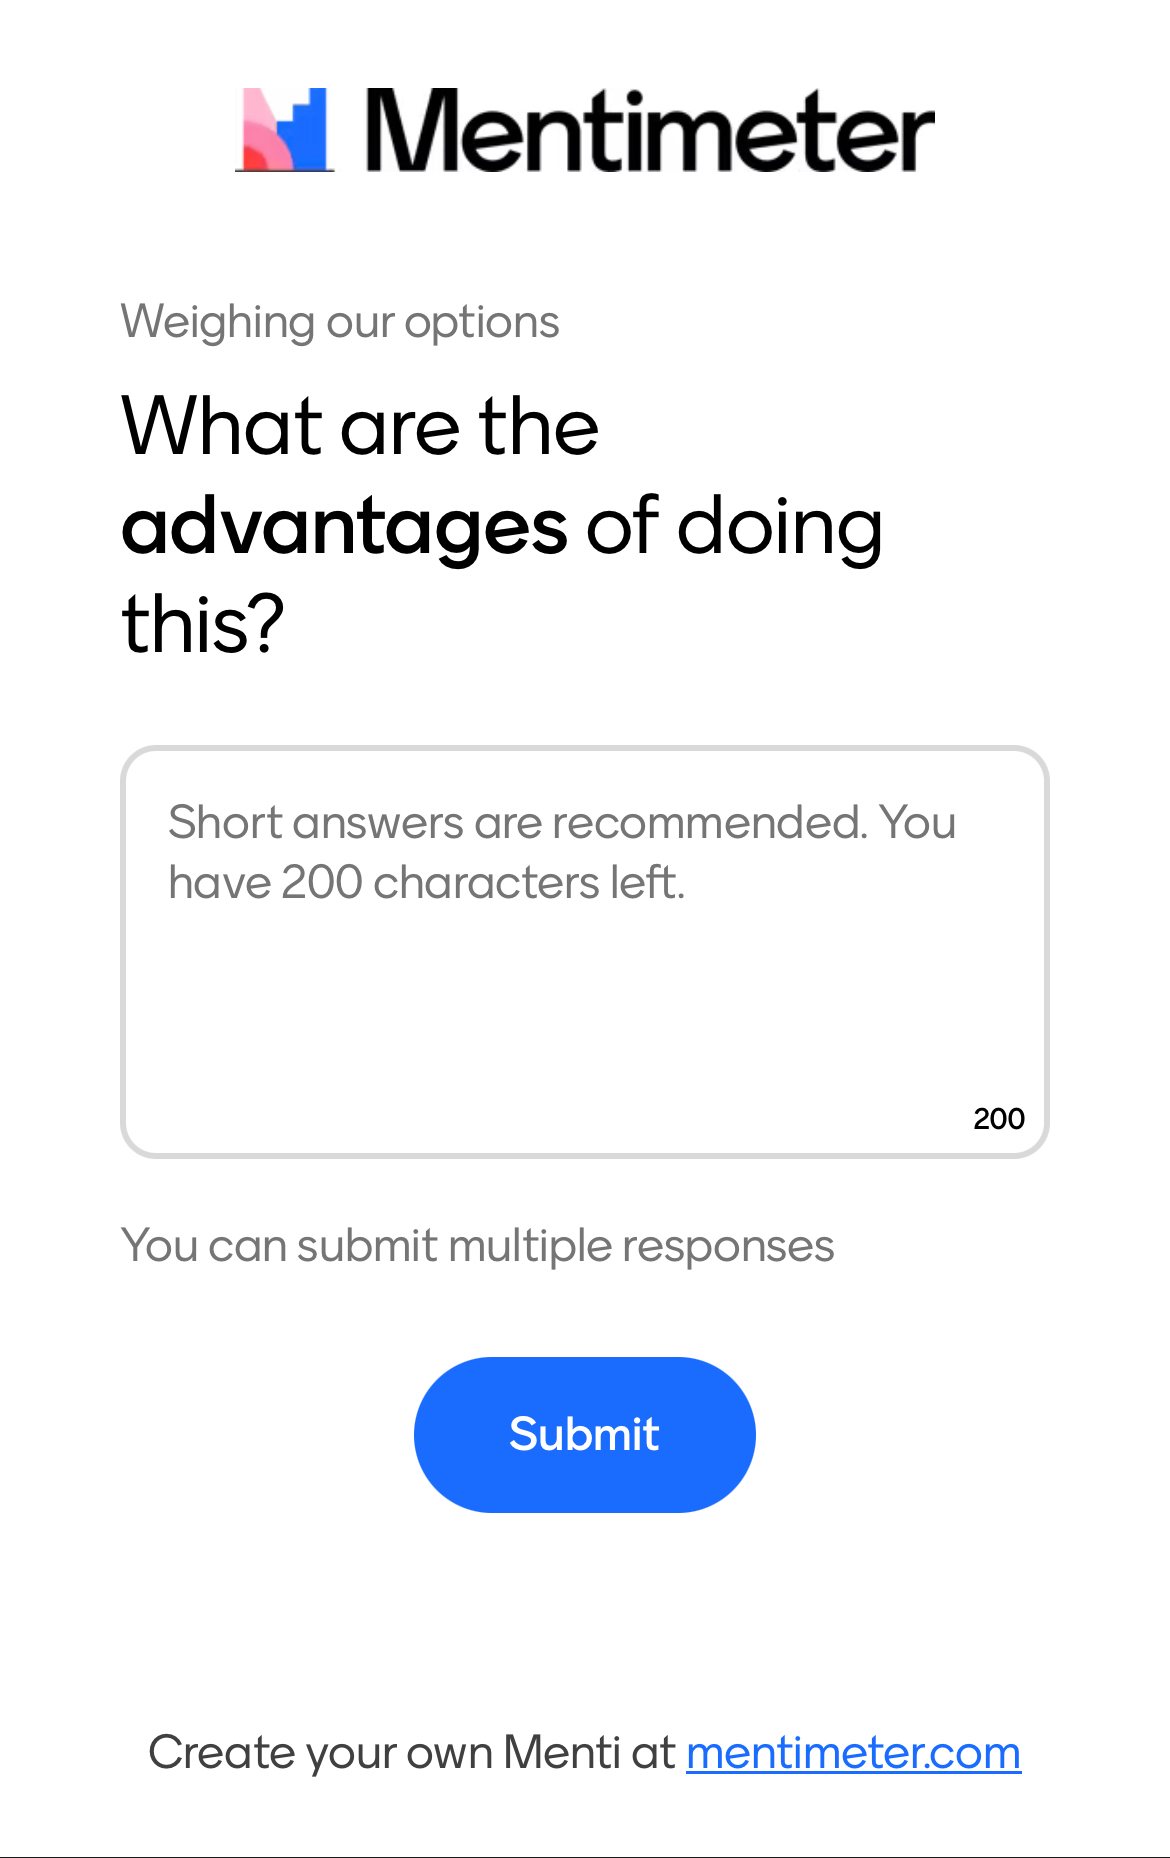 Mentimeter
Weighing our options
What are the
advantages of doing
this?
Short answers are recommended. You
have 200 characters left.
200
You can submit multiple responses
Submit
Create your own Menti at mentimeter.com